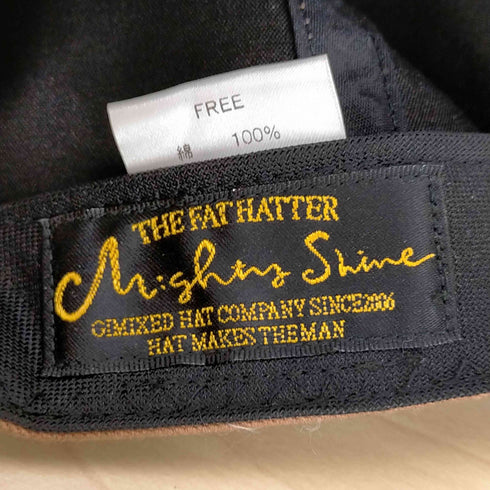 FREE
綿 100%
THE FAT HATTER
Mighty Shine
GIMIXED HAT COMPANY SINCE2006
HAT MAKES THE MAN